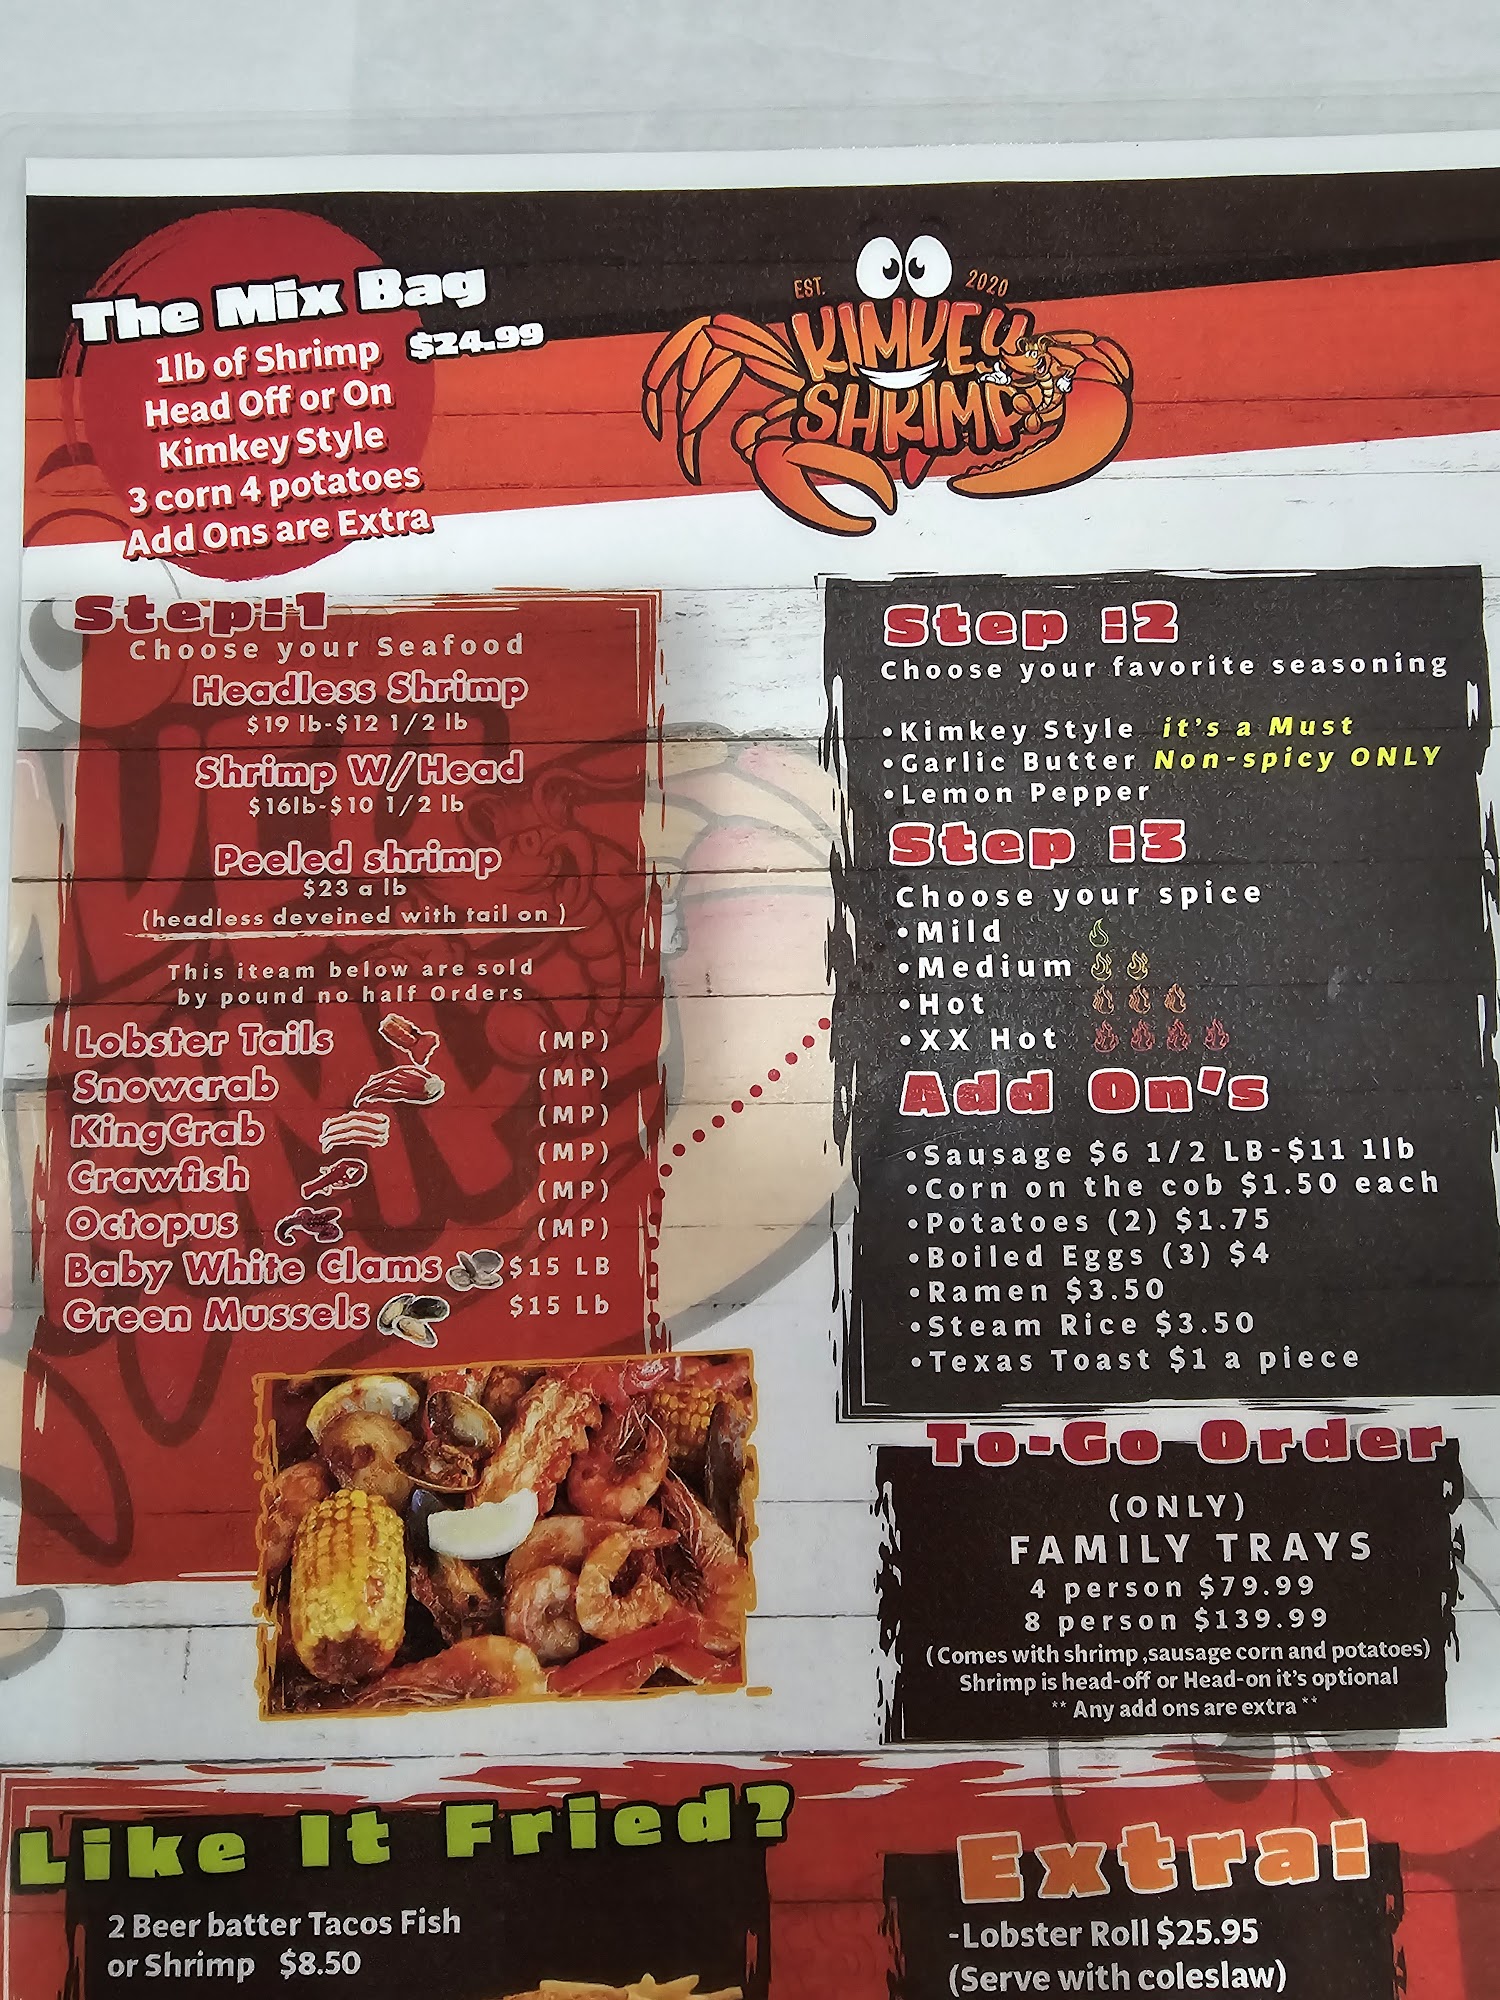 The Mix Bag
$24.99
1lb of Shrimp
Head Off or On
Kimkey Style
3 corn 4 potatoes
Add Ons are Extra
EST. 2020
KIMKEY
SHRIMP
Step:1
Choose your Seafood
Headless Shrimp
$19 lb-$12 1/2 lb
Shrimp W/Head
$16lb-$10 1/2 lb
Peeled shrimp
$23 a lb
(headless deveined with tail on )
This iteam below are sold
by pound no half Orders
Lobster Tails (MP)
Snowcrab (MP)
KingCrab (MP)
Crawfish (MP)
Octopus (MP)
(MP)
Baby White Clams $15 LB
Green Mussels $15 Lb
Step :2
Choose your favorite seasoning
•Kimkey Style it's a Must
•Garlic Butter Non-spicy ONLY
•Lemon Pepper
Step :3
Choose your spice
•Mild
•Medium
•Hot
•XX Hot
Add On's
•Sausage $6 1/2 LB-$11 1lb
•Corn on the cob $1.50 each
•Potatoes (2) $1.75
•Boiled Eggs (3) $4
•Ramen $3.50
•Steam Rice $3.50
•Texas Toast $1 a piece
To-Go Order
(ONLY)
FAMILY TRAYS
4 person $79.99
8 person $139.99
(Comes with shrimp ,sausage corn and potatoes)
Shrimp is head-off or Head-on it's optional
** Any add ons are extra **
Like It Fried?
2 Beer batter Tacos Fish
or Shrimp $8.50
Extra!
-Lobster Roll $25.95
(Serve with coleslaw)